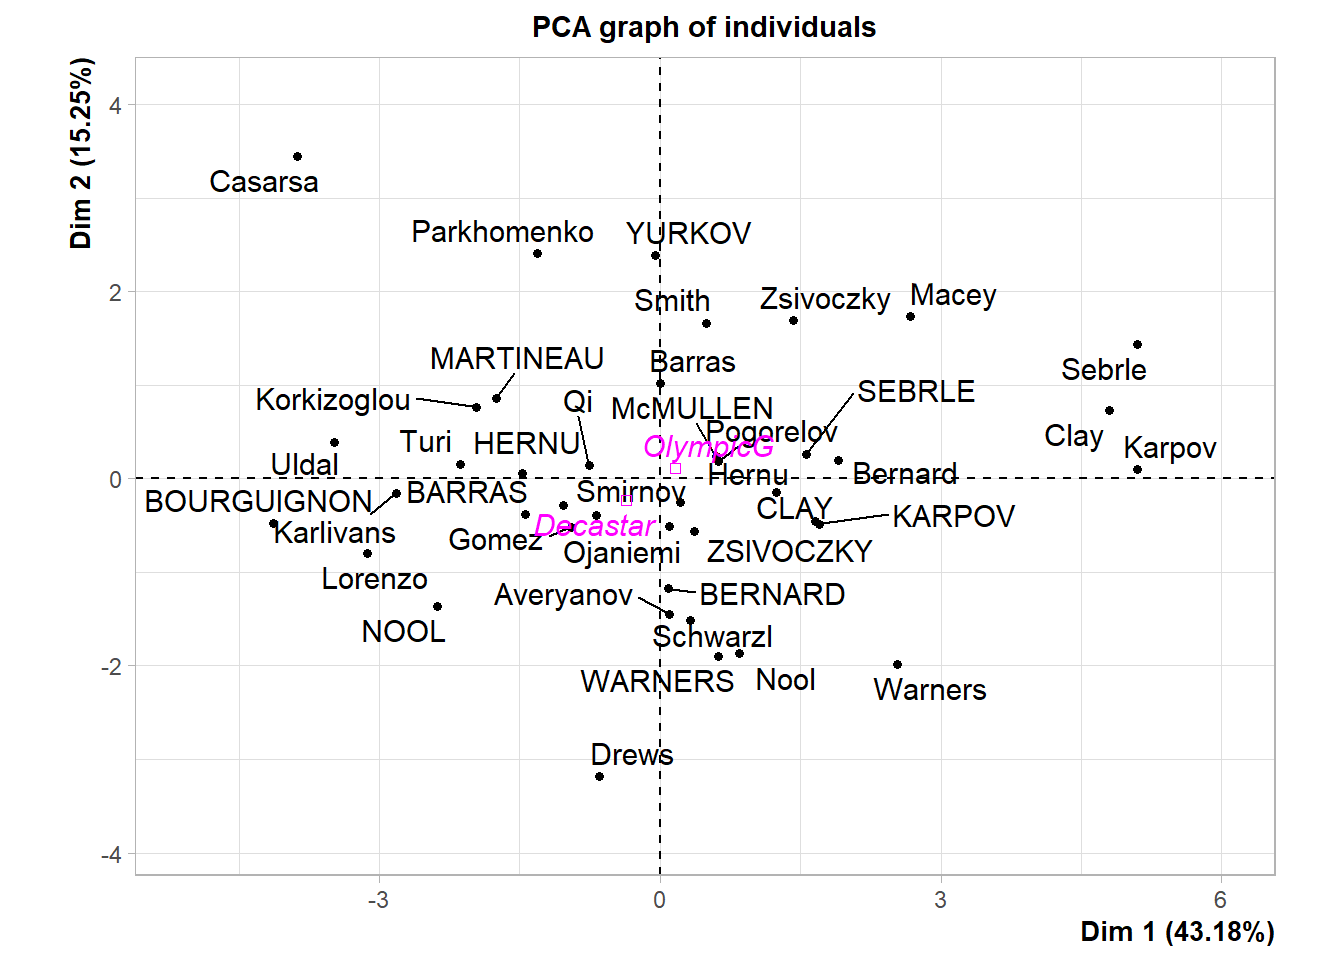 PCA graph of individuals
Dim 2 (15.25%)
4
Casarsa
Parkhomenko
YURKOV
2
Smith
Zsivoczky
Macey
MARTINEAU
Barras
Sebrle
Korkizoglou
Qi
McMULLEN
SEBRLE
Turi
HERNU
Pogorelov
Clay
OlympicG
Karpov
Uldal
Hernu
Bernard
0
BOURGUIGNON
BARRAS
Smirnov
CLAY
KARPOV
Karlivans
Decastar
Gomez
Ojaniemi
ZSIVOCZKY
Lorenzo
Averyanov
BERNARD
NOOL
Schwarzl
-2
WARNERS
Nool
Warners
Drews
-4
-3
0
3
6
Dim 1 (43.18%)